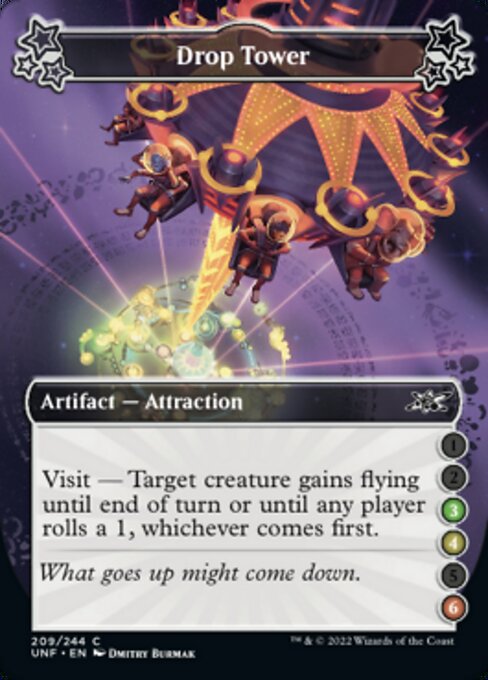 Drop Tower
Artifact — Attraction
1
2
Visit — Target creature gains flying
until end of turn or until any player
rolls a 1, whichever comes first.
3
4
What goes up might come down.
5
6
209/244 C
UNF • EN Dmitry Burmak
™ & © 2022 Wizards of the Coast